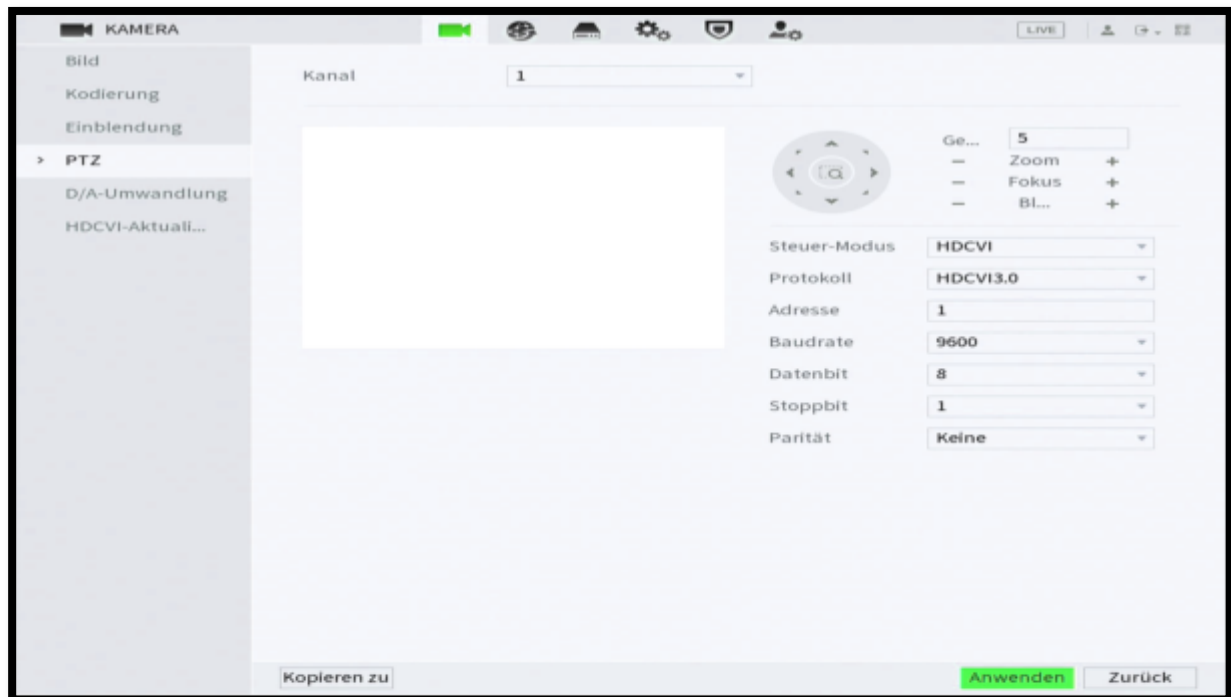 KAMERA
LIVE
Bild
Kodierung
Einblendung
> PTZ
D/A-Umwandlung
HDCVI-Aktuali...
Kanal 1
Ge... 5
− Zoom +
− Fokus +
− Bl... +
Steuer-Modus HDCVI
Protokoll HDCVI3.0
Adresse 1
Baudrate 9600
Datenbit 8
Stoppbit 1
Parität Keine
Kopieren zu
Anwenden
Zurück